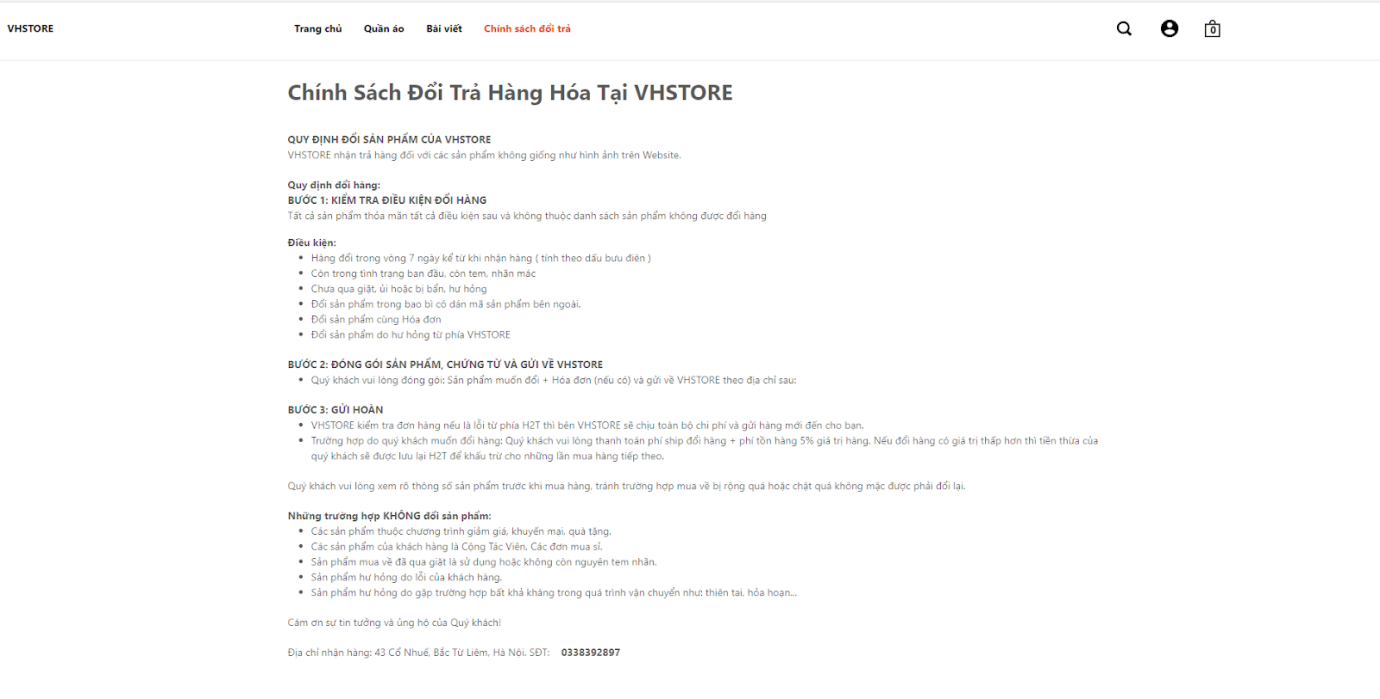 VHSTORE
Trang chủ Quần áo Bài viết Chính sách đổi trả
0
Chính Sách Đổi Trả Hàng Hóa Tại VHSTORE
QUY ĐỊNH ĐỔI SẢN PHẨM CỦA VHSTORE
VHSTORE nhận trả hàng đối với các sản phẩm không giống như hình ảnh trên Website.
Quy định đổi hàng:
BƯỚC 1: KIỂM TRA ĐIỀU KIỆN ĐỔI HÀNG
Tất cả sản phẩm thỏa mãn tất cả điều kiện sau và không thuộc danh sách sản phẩm không được đổi hàng
Điều kiện:
• Hàng đổi trong vòng 7 ngày kể từ khi nhận hàng ( tính theo dấu bưu điện )
• Còn trong tình trạng ban đầu, còn tem, nhãn mác
• Chưa qua giặt, ủi hoặc bị bẩn, hư hỏng
• Đổi sản phẩm trong bao bì có dán mã sản phẩm bên ngoài.
• Đổi sản phẩm cùng Hóa đơn
• Đổi sản phẩm do hư hỏng từ phía VHSTORE
BƯỚC 2: ĐÓNG GÓI SẢN PHẨM, CHỨNG TỪ VÀ GỬI VỀ VHSTORE
• Quý khách vui lòng đóng gói: Sản phẩm muốn đổi + Hóa đơn (nếu có) và gửi về VHSTORE theo địa chỉ sau:
BƯỚC 3: GỬI HOÀN
• VHSTORE kiểm tra đơn hàng nếu là lỗi từ phía H2T thì bên VHSTORE sẽ chịu toàn bộ chi phí và gửi hàng mới đến cho bạn.
• Trường hợp do quý khách muốn đổi hàng: Quý khách vui lòng thanh toán phí ship đổi hàng + phí tồn hàng 5% giá trị hàng. Nếu đổi hàng có giá trị thấp hơn thì tiền thừa của
quý khách sẽ được lưu lại H2T để khấu trừ cho những lần mua hàng tiếp theo.
Quý khách vui lòng xem rõ thông số sản phẩm trước khi mua hàng, tránh trường hợp mua về bị rộng quá hoặc chật quá không mặc được phải đổi lại.
Những trường hợp KHÔNG đổi sản phẩm:
• Các sản phẩm thuộc chương trình giảm giá, khuyến mại, quà tặng.
• Các sản phẩm của khách hàng là Cộng Tác Viên, Các đơn mua sỉ.
• Sản phẩm mua về đã qua giặt là sử dụng hoặc không còn nguyên tem nhãn.
• Sản phẩm hư hỏng do lỗi của khách hàng.
• Sản phẩm hư hỏng do gặp trường hợp bất khả kháng trong quá trình vận chuyển như: thiên tai, hỏa hoạn...
Cám ơn sự tin tưởng và ủng hộ của Quý khách!
Địa chỉ nhận hàng: 43 Cổ Nhuế, Bắc Từ Liêm, Hà Nội. SĐT: 0338392897